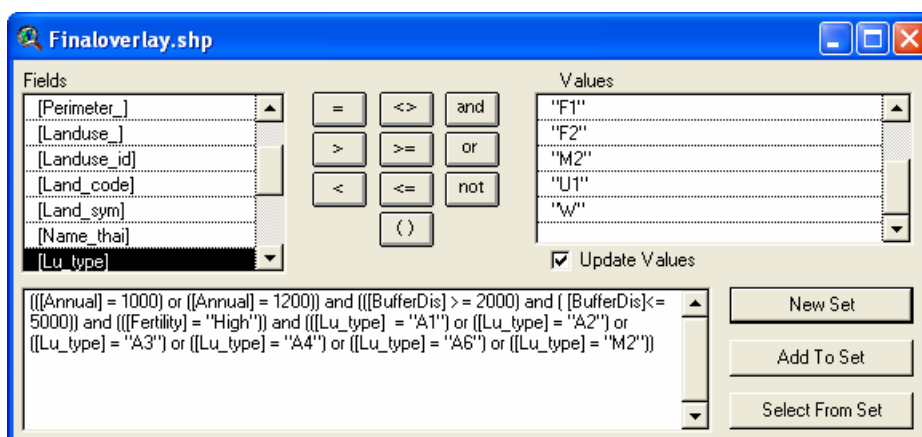 Finaloverlay.shp
Fields
Values
[Perimeter_]
[Landuse_]
[Landuse_id]
[Land_code]
[Land_sym]
[Name_thai]
[Lu_type]
= <> and
> >= or
< <= not
( )
"F1"
"F2"
"M2"
"U1"
"W"
Update Values
(([Annual] = 1000) or ([Annual] = 1200)) and (([BufferDis] >= 2000) and ( [BufferDis]<=
5000)) and (([Fertility] = "High")) and (([Lu_type] = "A1") or ([Lu_type] = "A2") or
([Lu_type] = "A3") or ([Lu_type] = "A4") or ([Lu_type] = "A6") or ([Lu_type] = "M2"))
New Set
Add To Set
Select From Set